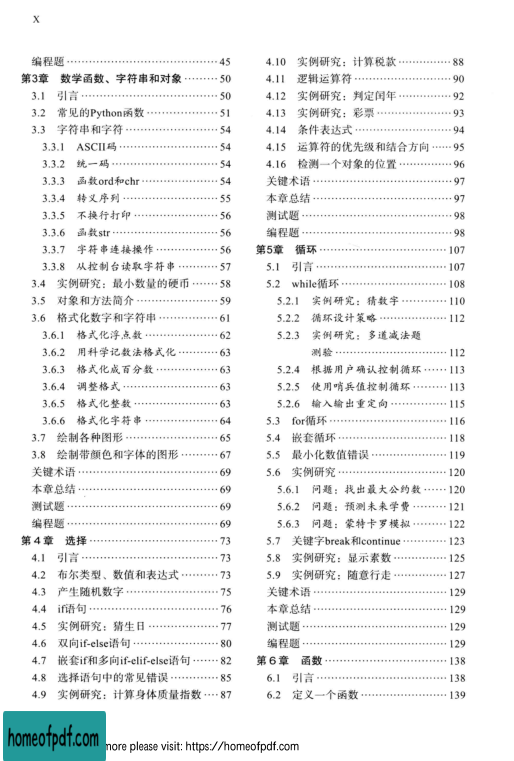 X
编程题 ……………………………… 45
第3章 数学函数、字符串和对象 ……… 50
3.1 引言 ……………………………… 50
3.2 常见的Python函数 ……………… 51
3.3 字符串和字符 …………………… 54
3.3.1 ASCII码 ……………………… 54
3.3.2 统一码 ……………………… 54
3.3.3 函数ord和chr ……………… 54
3.3.4 转义序列 …………………… 55
3.3.5 不换行打印 ………………… 56
3.3.6 函数str ……………………… 56
3.3.7 字符串连接操作 …………… 56
3.3.8 从控制台读取字符串 ……… 57
3.4 实例研究：最小数量的硬币 …… 58
3.5 对象和方法简介 ………………… 59
3.6 格式化数字和字符串 …………… 61
3.6.1 格式化浮点数 ……………… 62
3.6.2 用科学记数法格式化 ……… 63
3.6.3 格式化成百分数 …………… 63
3.6.4 调整格式 …………………… 63
3.6.5 格式化整数 ………………… 63
3.6.6 格式化字符串 ……………… 64
3.7 绘制各种图形 …………………… 65
3.8 绘制带颜色和字体的图形 ……… 67
关键术语 ……………………………… 69
本章总结 ……………………………… 69
测试题 ………………………………… 69
编程题 ………………………………… 69
第4章 选择 …………………………… 73
4.1 引言 ……………………………… 73
4.2 布尔类型、数值和表达式 ……… 73
4.3 产生随机数字 …………………… 75
4.4 if语句 …………………………… 76
4.5 实例研究：猜生日 ……………… 77
4.6 双向if-else语句 ………………… 80
4.7 嵌套if和多向if-elif-else语句 …… 82
4.8 选择语句中的常见错误 ………… 85
4.9 实例研究：计算身体质量指数 … 87
4.10 实例研究：计算税款 …………… 88
4.11 逻辑运算符 ……………………… 90
4.12 实例研究：判定闰年 …………… 92
4.13 实例研究：彩票 ………………… 93
4.14 条件表达式 ……………………… 94
4.15 运算符的优先级和结合方向 …… 95
4.16 检测一个对象的位置 …………… 96
关键术语 ……………………………… 97
本章总结 ……………………………… 97
测试题 ………………………………… 98
编程题 ………………………………… 98
第5章 循环 …………………………… 107
5.1 引言 ……………………………… 107
5.2 while循环 ………………………… 108
5.2.1 实例研究：猜数字 ………… 110
5.2.2 循环设计策略 ……………… 112
5.2.3 实例研究：多道减法题
测验 ………………………… 112
5.2.4 根据用户确认控制循环 …… 113
5.2.5 使用哨兵值控制循环 ……… 113
5.2.6 输入输出重定向 …………… 115
5.3 for循环 …………………………… 116
5.4 嵌套循环 ………………………… 118
5.5 最小化数值错误 ………………… 119
5.6 实例研究 ………………………… 120
5.6.1 问题：找出最大公约数 …… 120
5.6.2 问题：预测未来学费 ……… 121
5.6.3 问题：蒙特卡罗模拟 ……… 122
5.7 关键字break和continue ………… 123
5.8 实例研究：显示素数 …………… 125
5.9 实例研究：随意行走 …………… 127
关键术语 ……………………………… 129
本章总结 ……………………………… 129
测试题 ………………………………… 129
编程题 ………………………………… 129
第6章 函数 …………………………… 138
6.1 引言 ……………………………… 138
6.2 定义一个函数 …………………… 139
homeofpdf.com
more please visit: https://homeofpdf.com